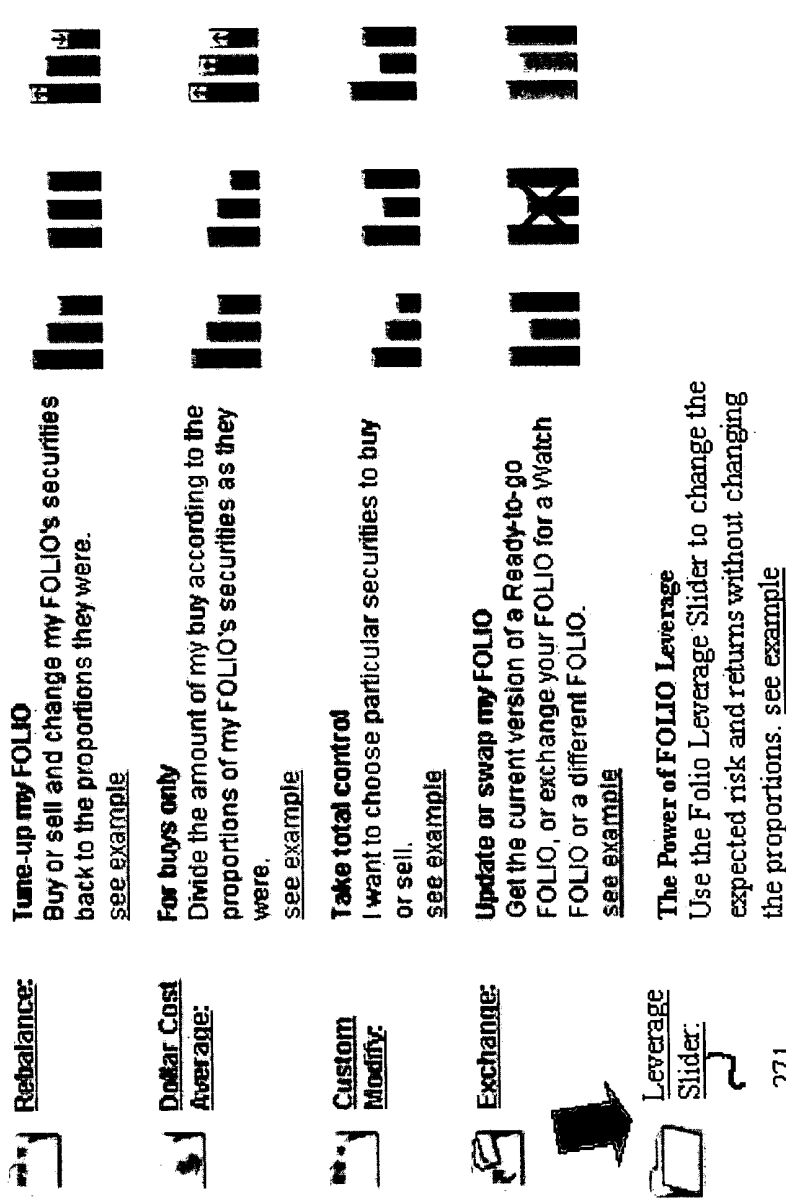 Rebalance:
Tune-up my FOLIO
Buy or sell and change my FOLIO's securities
back to the proportions they were.
see example
Dollar Cost
Average:
For buys only
Divide the amount of my buy according to the
proportions of my FOLIO's securities as they
were.
see example
Custom
Modify:
Take total control
I want to choose particular securities to buy
or sell.
see example
Exchange:
Update or swap my FOLIO
Get the current version of a Ready-to-go
FOLIO, or exchange your FOLIO for a Watch
FOLIO or a different FOLIO.
see example
Leverage
Slider:
The Power of FOLIO Leverage
Use the Folio Leverage Slider to change the
expected risk and returns without changing
the proportions. see example
271